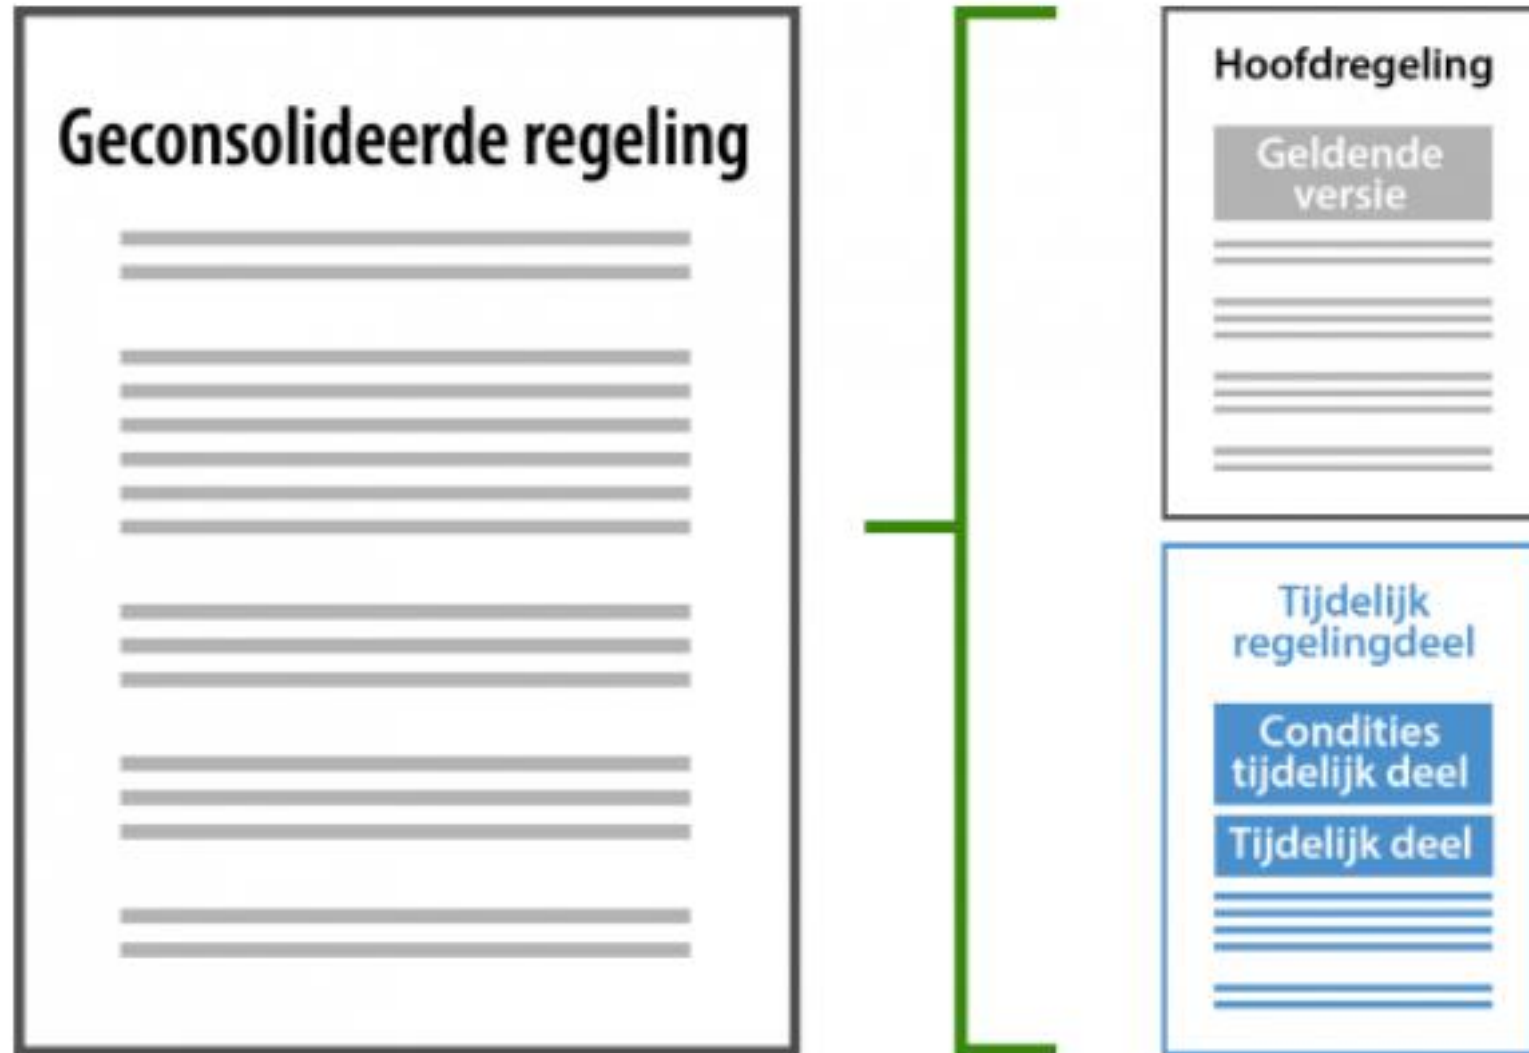 Geconsolideerde regeling
Hoofdregeling
Geldende
versie
Tijdelijk
regelingdeel
Condities
tijdelijk deel
Tijdelijk deel